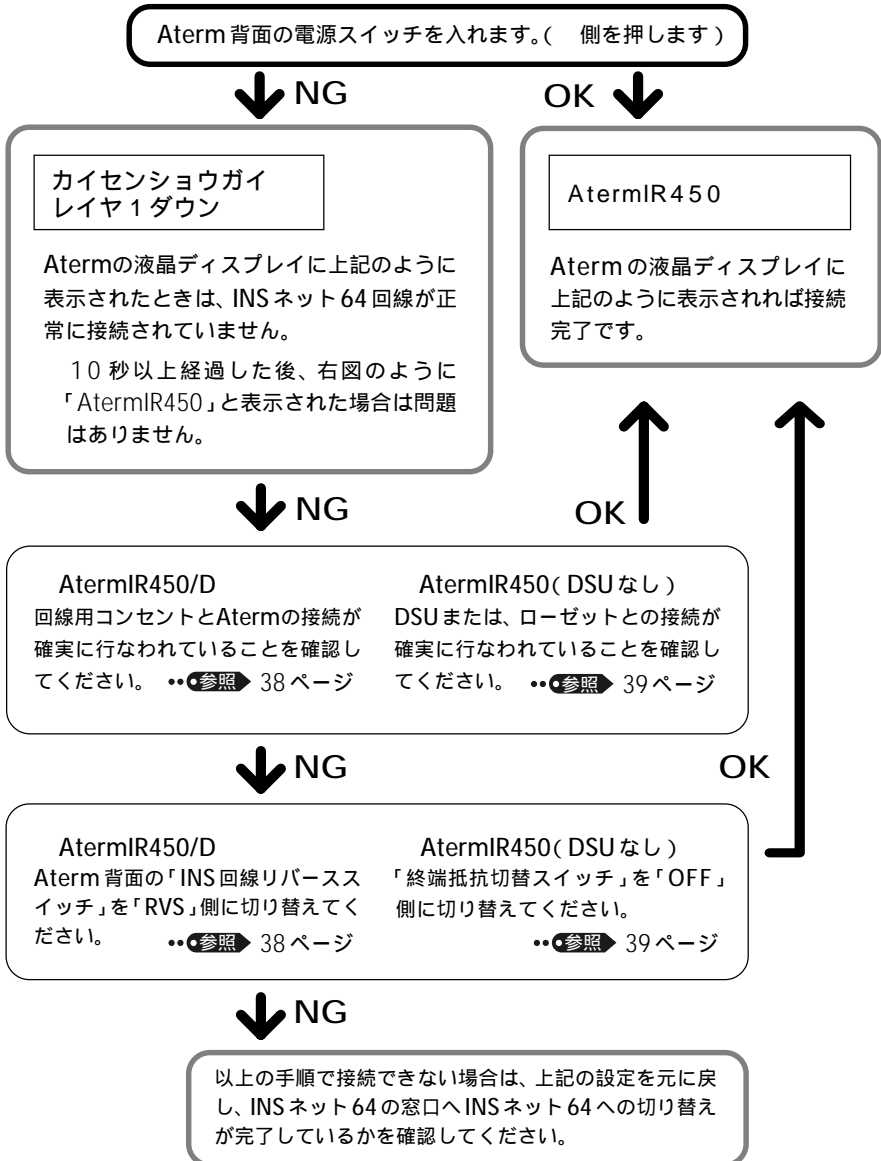 Aterm背面の電源スイッチを入れます。(　側を押します)
NG
OK
カイセンショウガイ
レイヤ1ダウン
Atermの液晶ディスプレイに上記のように
表示されたときは、INSネット64回線が正
常に接続されていません。
10秒以上経過した後、右図のように
「AtermIR450」と表示された場合は問題
はありません。
AtermIR450
Atermの液晶ディスプレイに
上記のように表示されれば接続
完了です。
NG
OK
AtermIR450/D
回線用コンセントとAtermの接続が
確実に行なわれていることを確認し
てください。 参照 38ページ
AtermIR450(DSUなし)
DSUまたは、ローゼットとの接続が
確実に行なわれていることを確認し
てください。 参照 39ページ
NG
OK
AtermIR450/D
Aterm背面の「INS回線リバースス
イッチ」を「RVS」側に切り替えてく
ださい。 参照 38ページ
AtermIR450(DSUなし)
「終端抵抗切替スイッチ」を「OFF」
側に切り替えてください。
参照 39ページ
NG
以上の手順で接続できない場合は、上記の設定を元に戻
し、INSネット64の窓口へINSネット64への切り替え
が完了しているかを確認してください。